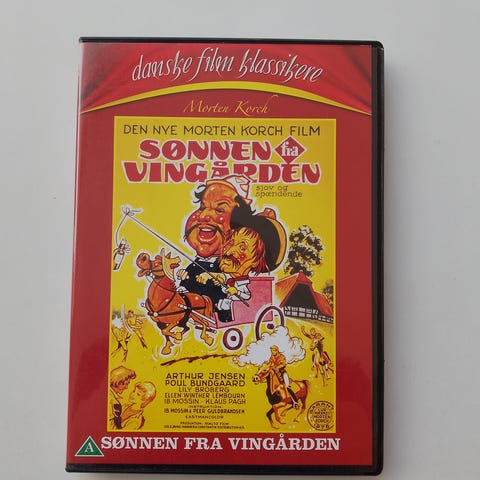 danske film klassikere
Morten Korch
DEN NYE MORTEN KORCH FILM
SØNNEN fra
VINGÅRDEN
sjov og
spændende
ARTHUR JENSEN
POUL BUNDGAARD
LILY BROBERG
ELLEN WINTHER LEMBOURN
IB MOSSIN - KLAUS PAGH
INSTRUKTION:
IB MOSSIN & PEER GULDBRANDSEN
EASTMANCOLOR
A SØNNEN FRA VINGÅRDEN